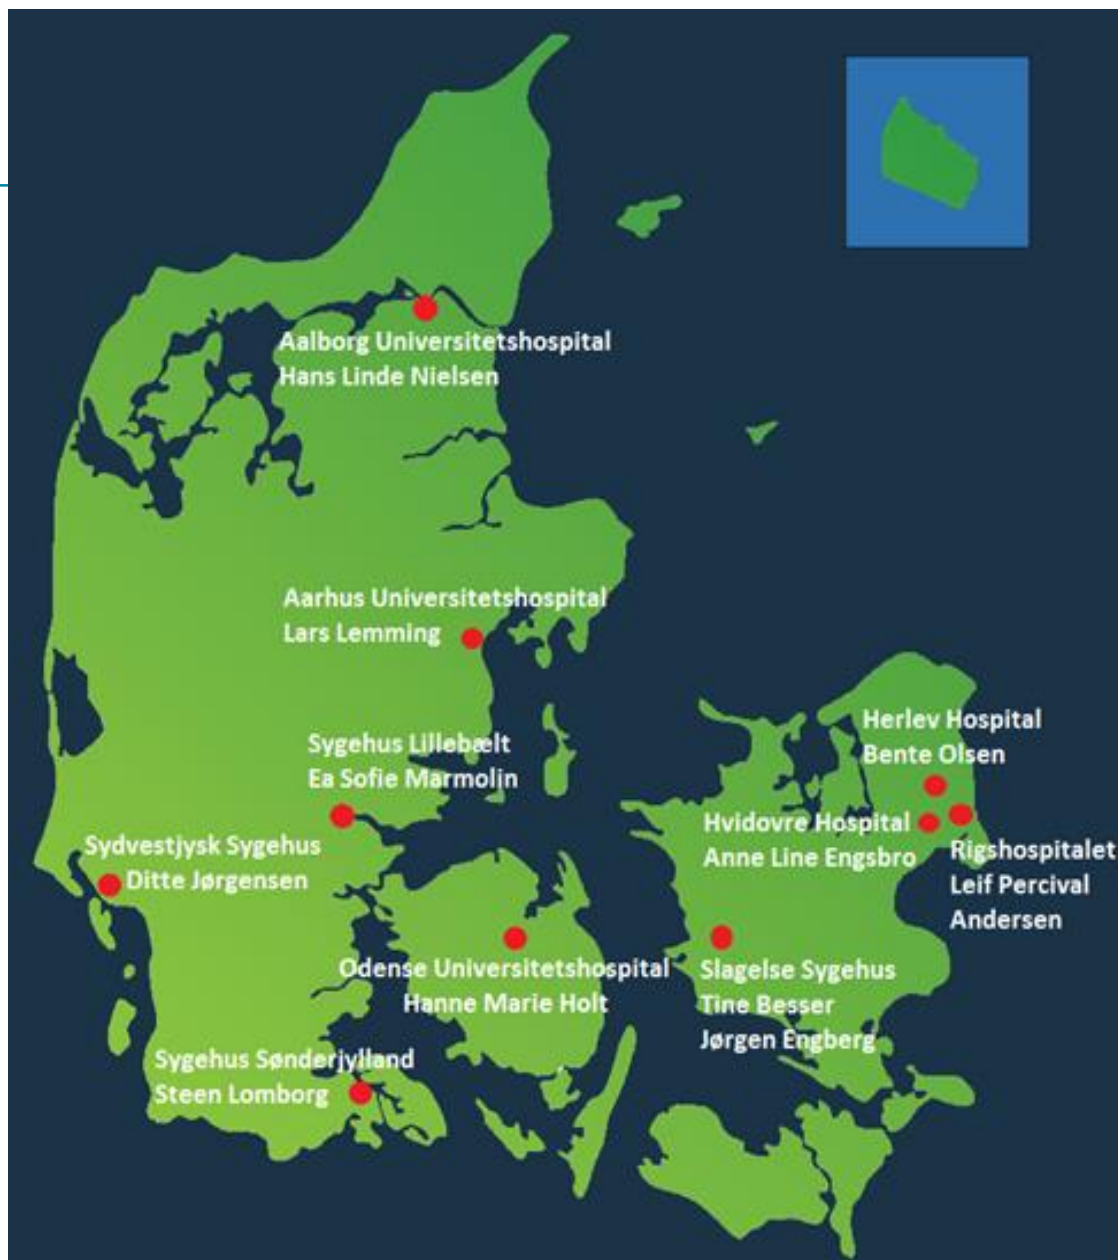 Aalborg Universitetshospital
Hans Linde Nielsen
Aarhus Universitetshospital
Lars Lemming
Sygehus Lillebælt
Ea Sofie Marmolin
Herlev Hospital
Bente Olsen
Hvidovre Hospital
Anne Line Engsbro
Rigshospitalet
Leif Percival
Andersen
Sydvestjysk Sygehus
Ditte Jørgensen
Odense Universitetshospital
Hanne Marie Holt
Slagelse Sygehus
Tine Besser
Jørgen Engberg
Sygehus Sønderjylland
Steen Lomborg